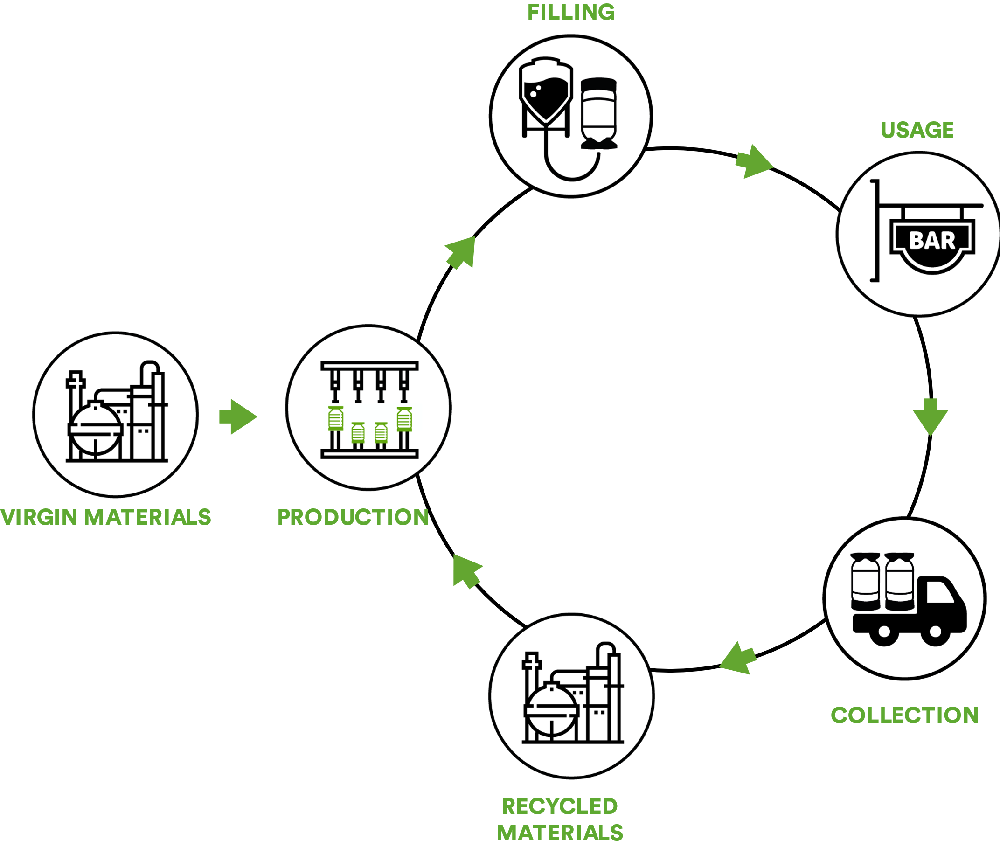 FILLING
USAGE
BAR
VIRGIN MATERIALS
PRODUCTION
COLLECTION
RECYCLED
MATERIALS